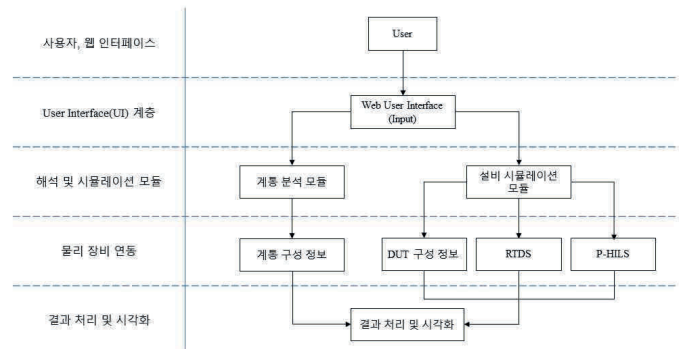 사용자, 웹 인터페이스
User
User Interface(UI) 계층
Web User Interface
(Input)
해석 및 시뮬레이션 모듈
계통 분석 모듈
설비 시뮬레이션
모듈
물리 장비 연동
계통 구성 정보
DUT 구성 정보
RTDS
P-HILS
결과 처리 및 시각화
결과 처리 및 시각화